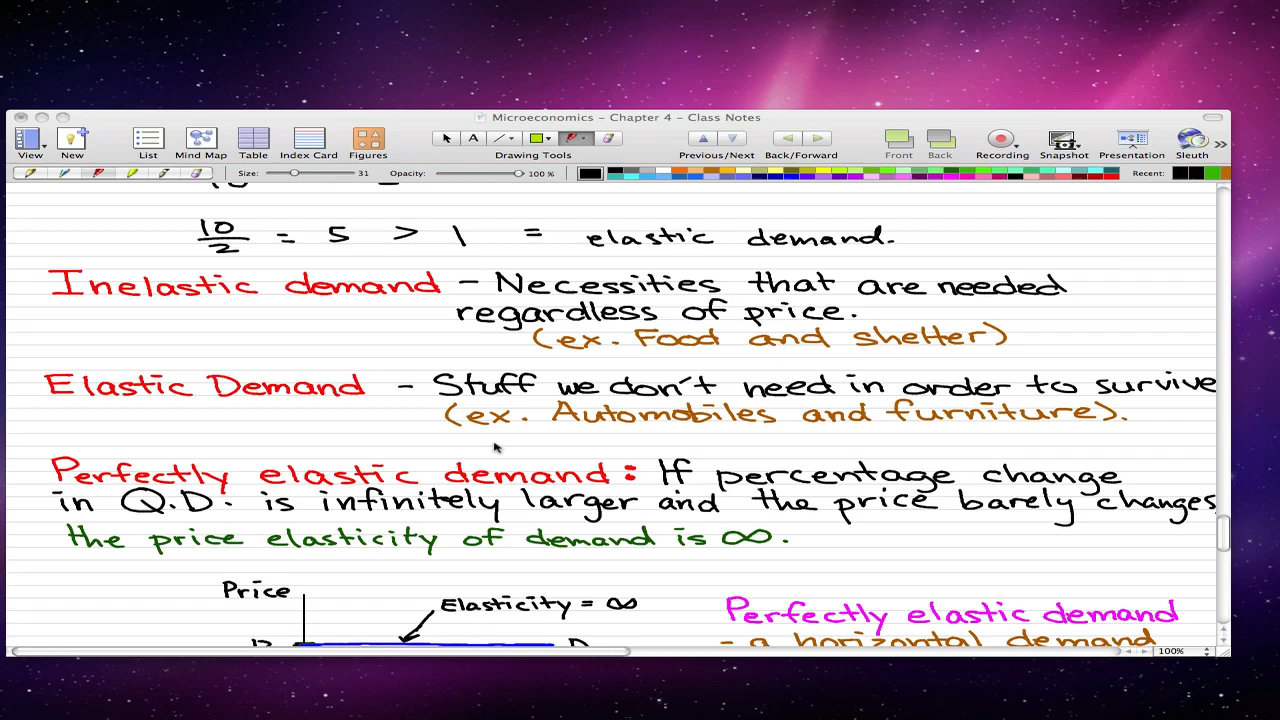 Microeconomics – Chapter 4 – Class Notes
View New List Mind Map Table Index Card Figures Drawing Tools Previous/Next Back/Forward Front Back Recording Snapshot Presentation Sleuth
Size: 31 Opacity: 100 % Recent:
10/2 = 5 > 1 = elastic demand.
Inelastic demand - Necessities that are needed
regardless of price.
(ex. Food and shelter)
Elastic Demand - Stuff we don't need in order to survive
(ex. Automobiles and furniture).
Perfectly elastic demand: If percentage change
in Q.D. is infinitely larger and the price barely changes,
the price elasticity of demand is ∞.
Price
Elasticity = ∞
Perfectly elastic demand
- a horizontal demand
100%